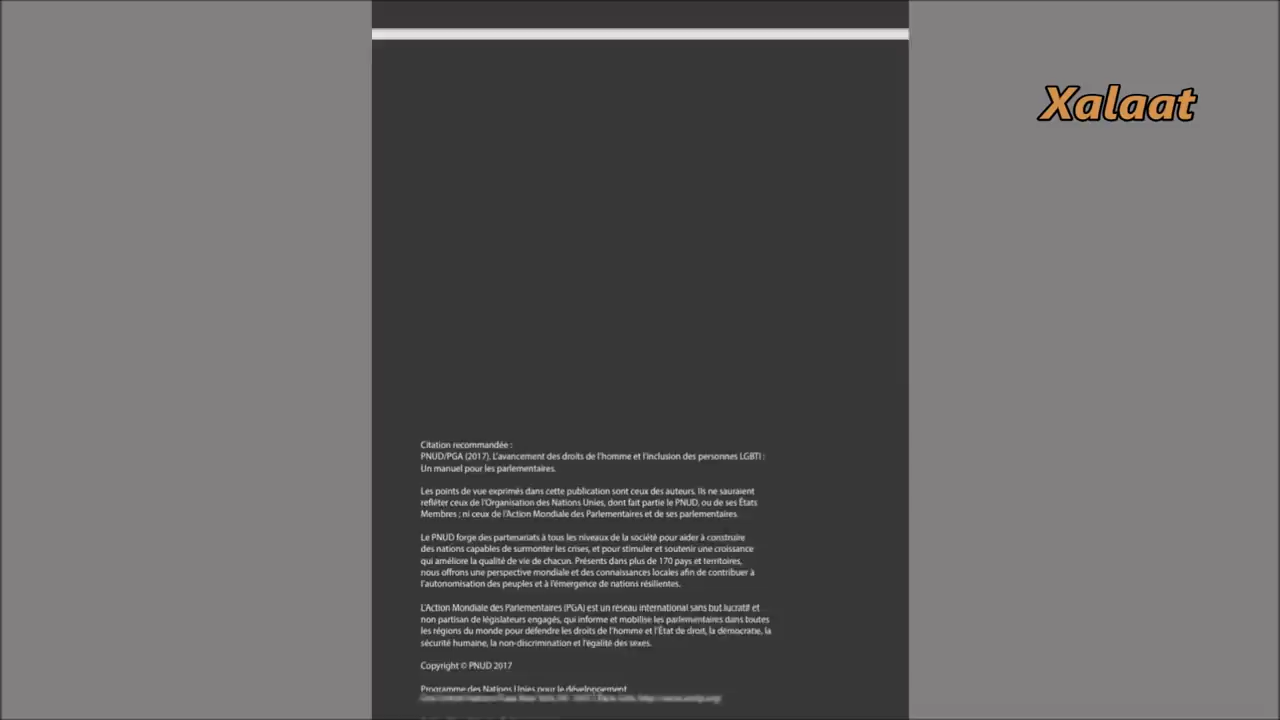 Xalaat
Citation recommandée :
PNUD/PGA (2017). L'avancement des droits de l'homme et l'inclusion des personnes LGBTI :
Un manuel pour les parlementaires.
Les points de vue exprimés dans cette publication sont ceux des auteurs. Ils ne sauraient
refléter ceux de l'Organisation des Nations Unies, dont fait partie le PNUD, ou de ses États
Membres ; ni ceux de l'Action Mondiale des Parlementaires et de ses parlementaires.
Le PNUD forge des partenariats à tous les niveaux de la société pour aider à construire
des nations capables de surmonter les crises, et pour stimuler et soutenir une croissance
qui améliore la qualité de vie de chacun. Présents dans plus de 170 pays et territoires,
nous offrons une perspective mondiale et des connaissances locales afin de contribuer à
l'autonomisation des peuples et à l'émergence de nations résilientes.
L'Action Mondiale des Parlementaires (PGA) est un réseau international sans but lucratif et
non partisan de législateurs engagés, qui informe et mobilise les parlementaires dans toutes
les régions du monde pour défendre les droits de l'homme et l'État de droit, la démocratie, la
sécurité humaine, la non-discrimination et l'égalité des sexes.
Copyright © PNUD 2017
Programme des Nations Unies pour le développement